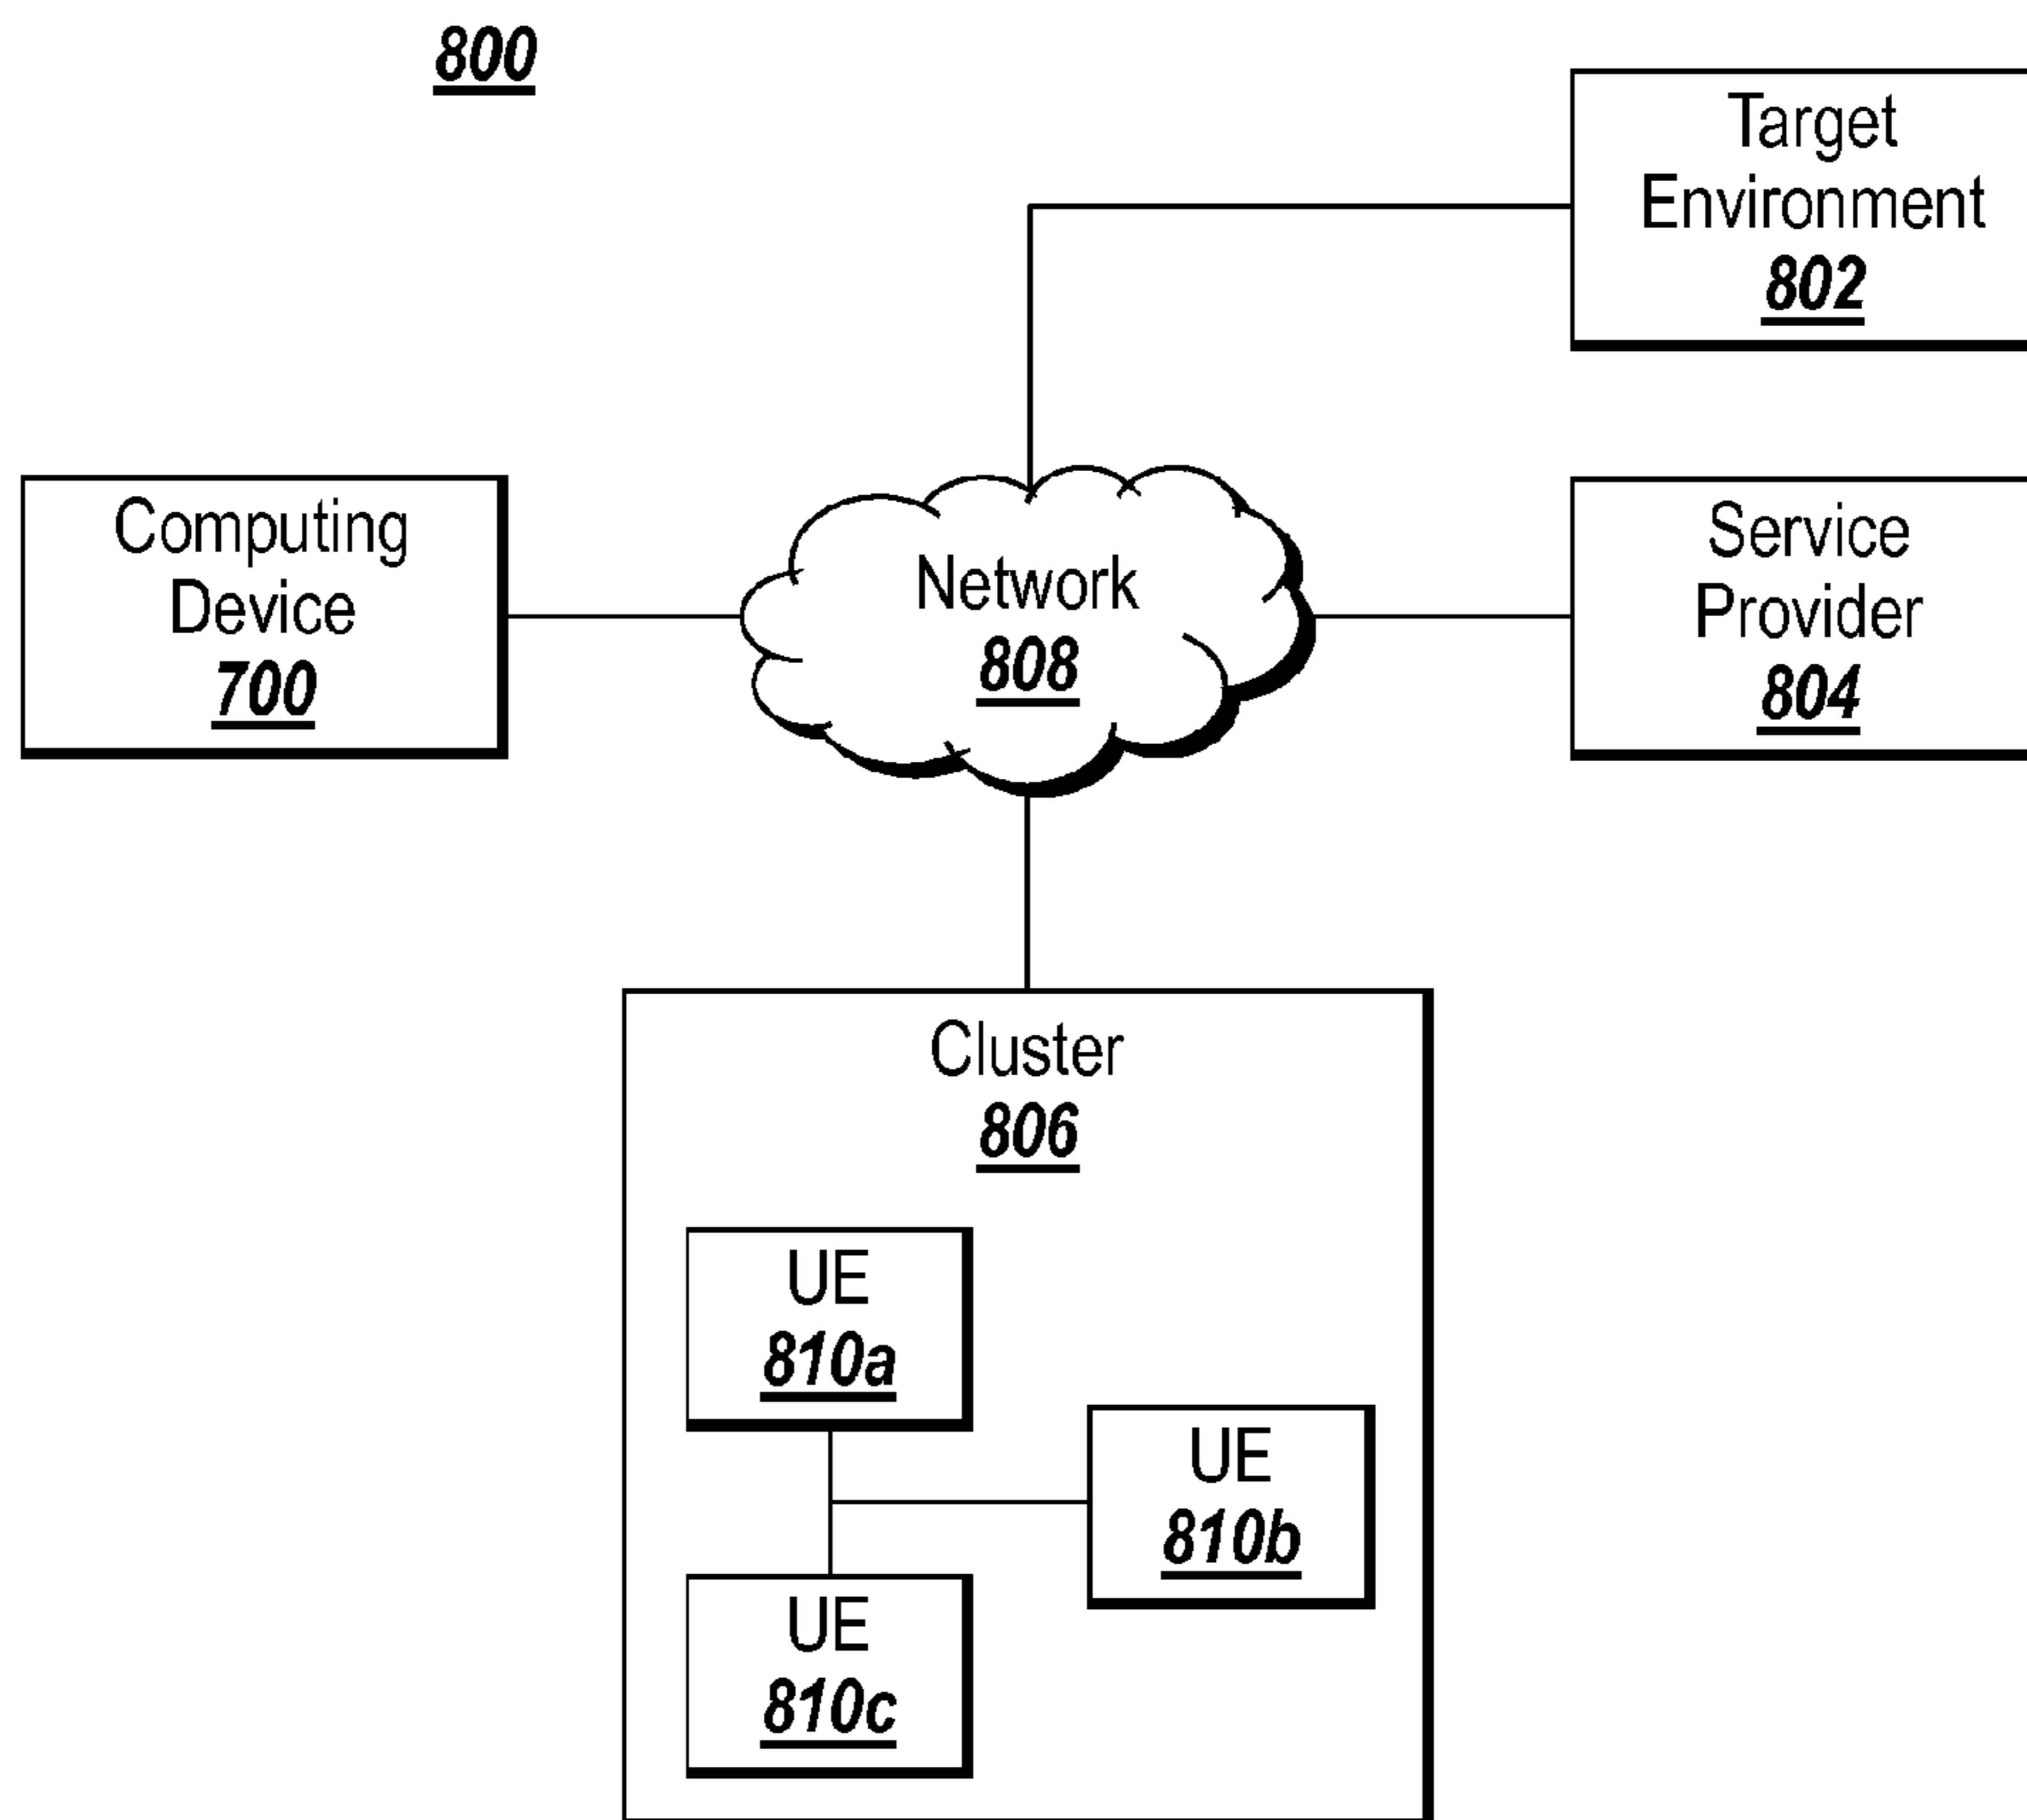 800
Target
Environment
802
Computing
Device
700
Network
808
Service
Provider
804
Cluster
806
UE
810a
UE
810b
UE
810c